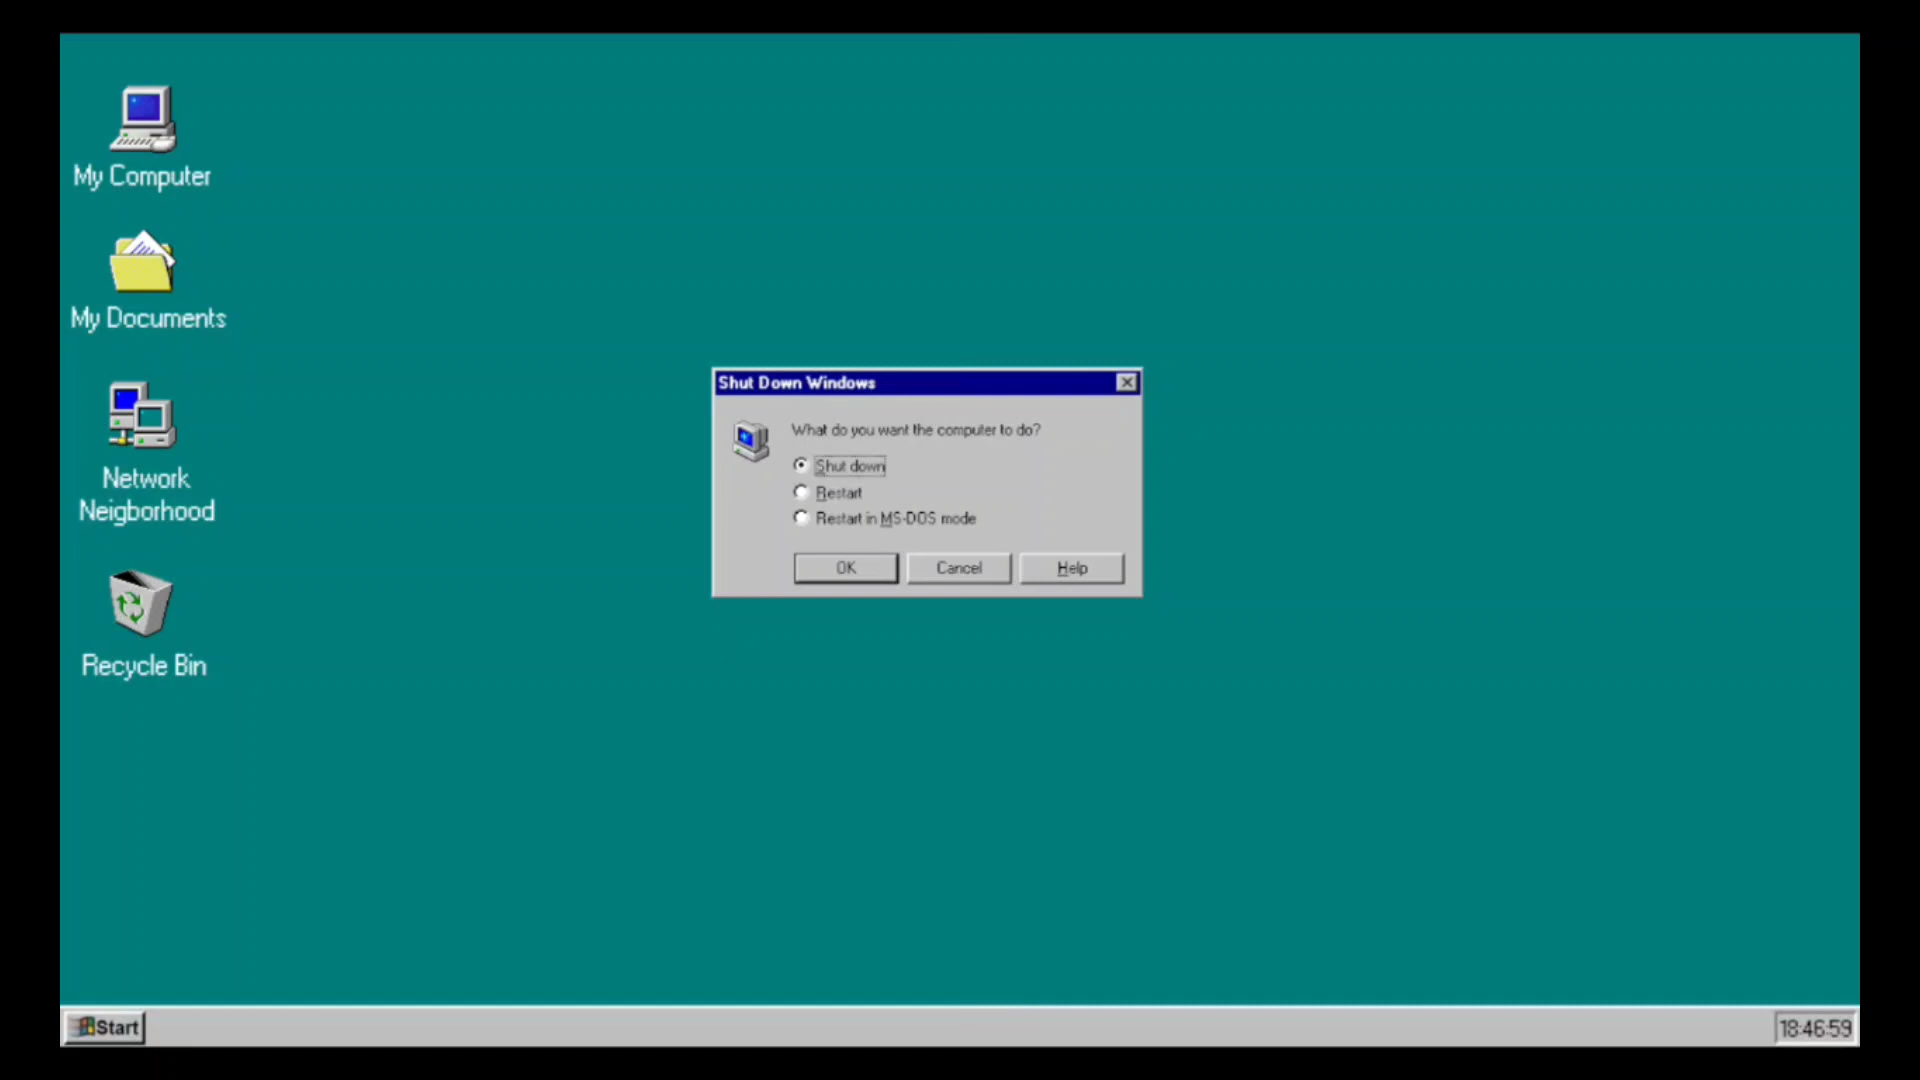 My Computer
My Documents
Network
Neigborhood
Recycle Bin
Shut Down Windows
What do you want the computer to do?
Shut down
Restart
Restart in MS-DOS mode
OK
Cancel
Help
Start
18:46:59